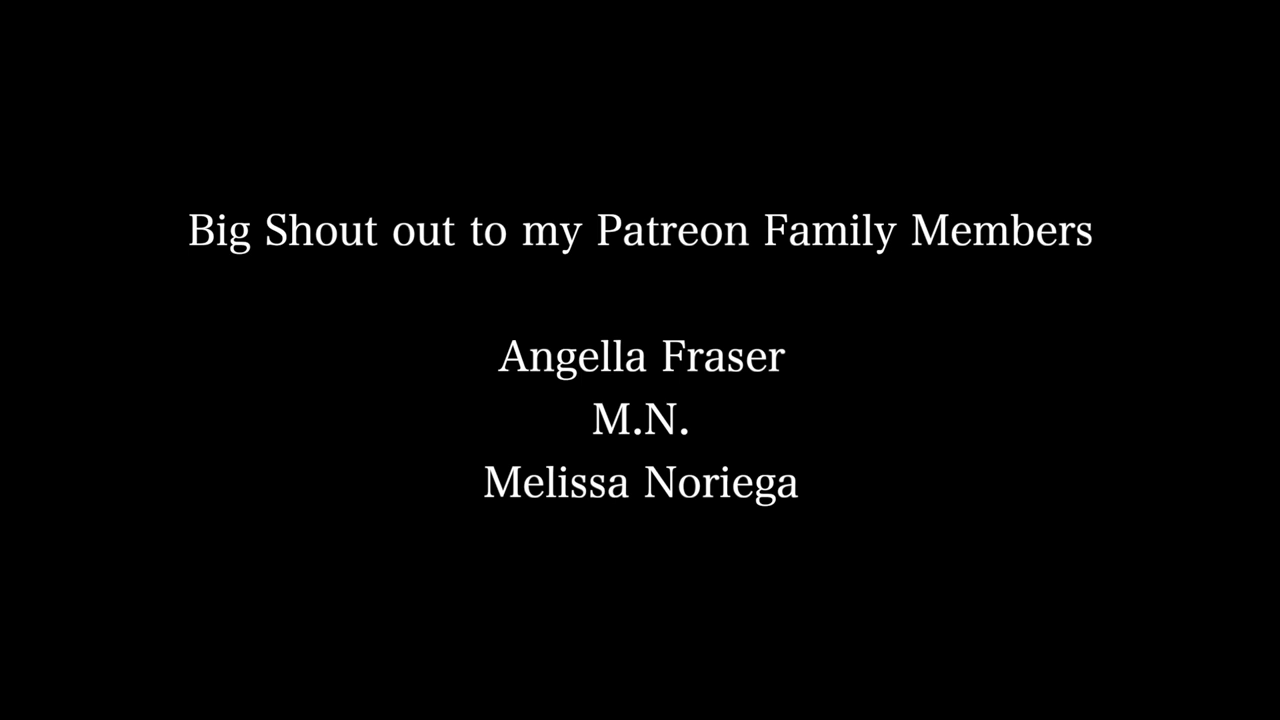 Big Shout out to my Patreon Family Members
Angella Fraser
M.N.
Melissa Noriega